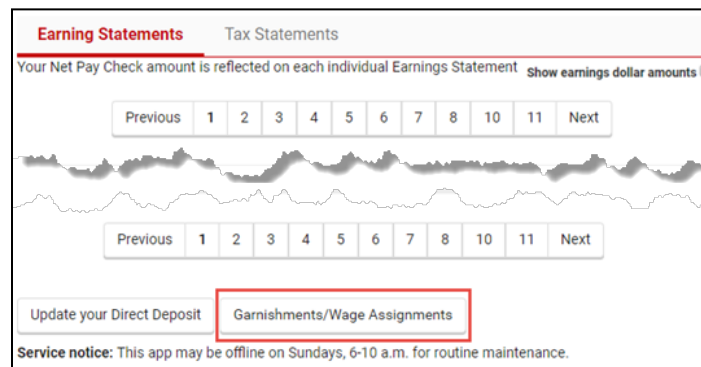 Earning Statements Tax Statements
Your Net Pay Check amount is reflected on each individual Earnings Statement Show earnings dollar amounts
Previous 1 2 3 4 5 6 7 8 10 11 Next
Previous 1 2 3 4 5 6 7 8 10 11 Next
Update your Direct Deposit Garnishments/Wage Assignments
Service notice: This app may be offline on Sundays, 6-10 a.m. for routine maintenance.